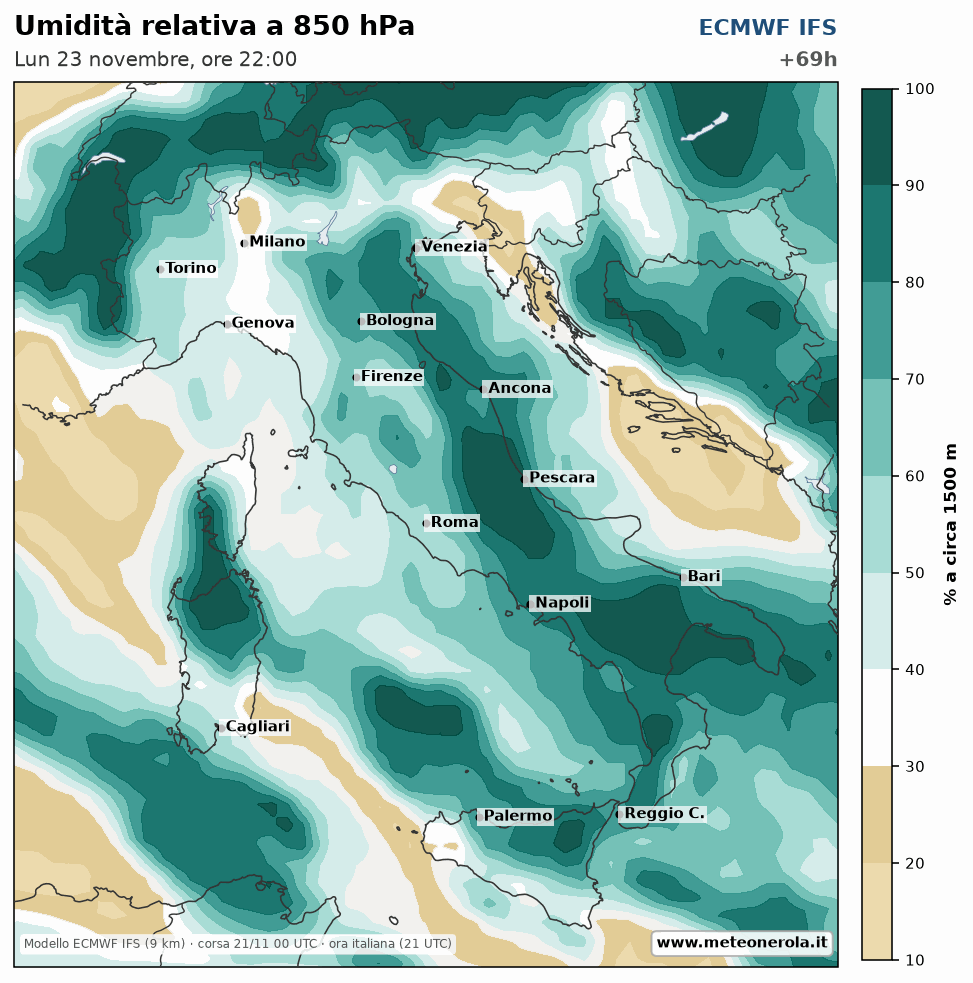 Umidità relativa a 850 hPa
ECMWF IFS
Lun 23 novembre, ore 22:00
+69h
Milano
Venezia
Torino
Genova
Bologna
Firenze
Ancona
Pescara
Roma
Bari
Napoli
Cagliari
Palermo
Reggio C.
100
90
80
70
60
50
40
30
20
10
% a circa 1500 m
Modello ECMWF IFS (9 km) · corsa 21/11 00 UTC · ora italiana (21 UTC)
www.meteonerola.it